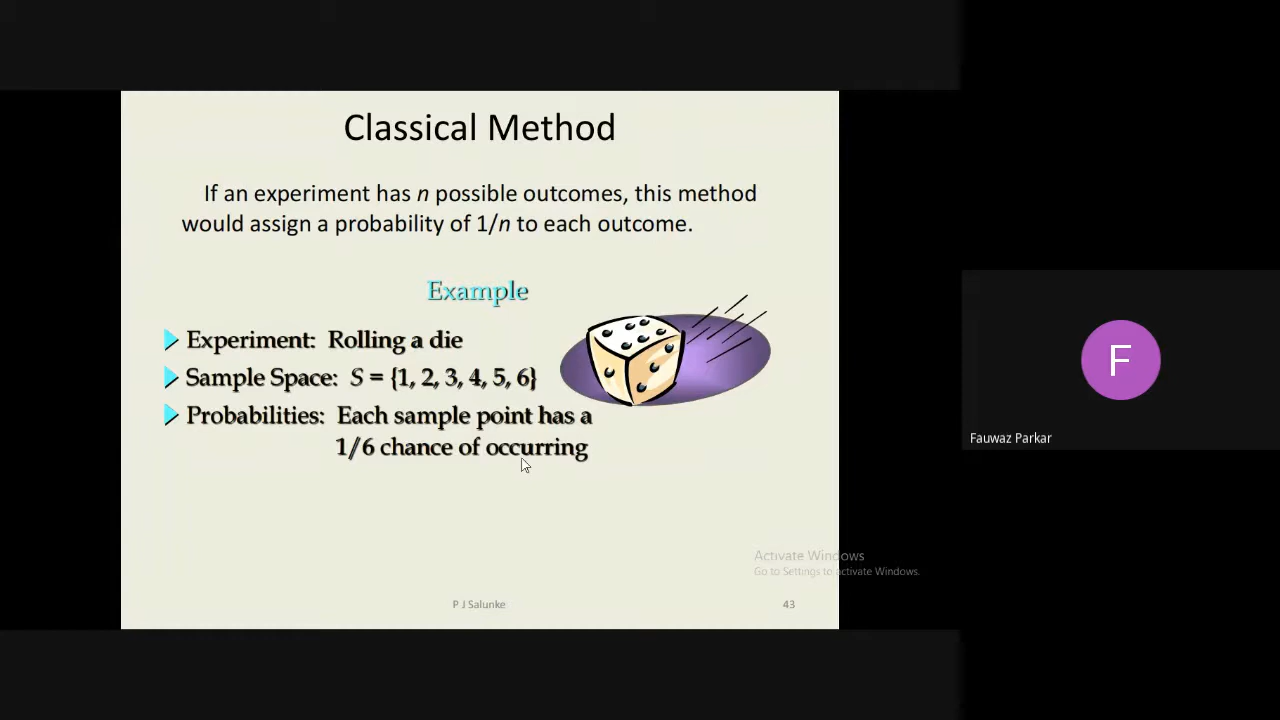 Classical Method
If an experiment has n possible outcomes, this method
would assign a probability of 1/n to each outcome.
Example
Experiment: Rolling a die
Sample Space: S = {1, 2, 3, 4, 5, 6}
Probabilities: Each sample point has a
1/6 chance of occurring
P J Salunke
43
Activate Windows
Go to Settings to activate Windows.
F
Fauwaz Parkar